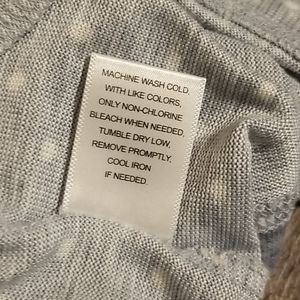 MACHINE WASH COLD,
WITH LIKE COLORS,
ONLY NON-CHLORINE
BLEACH WHEN NEEDED,
TUMBLE DRY LOW,
REMOVE PROMPTLY.
COOL IRON
IF NEEDED.